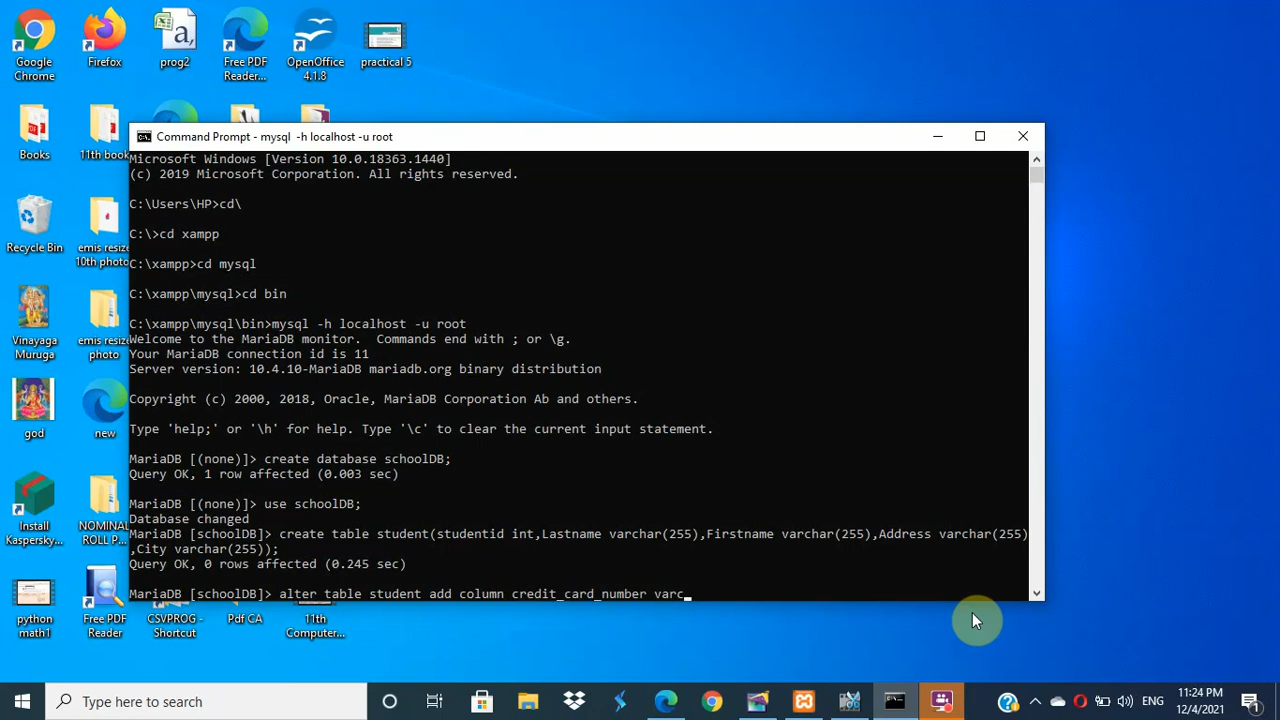 Google
Chrome
Firefox
prog2
Free PDF
Reader...
OpenOffice
4.1.8
practical 5
Books
11th book
Recycle Bin
emis resize
10th photo
Vinayaga
Muruga
emis resize
photo
god
new
Install
Kaspersky...
NOMINAL
ROLL P...
python
math1
Free PDF
Reader
CSVPROG -
Shortcut
Pdf CA
11th
Computer...
Command Prompt - mysql -h localhost -u root
Microsoft Windows [Version 10.0.18363.1440]
(c) 2019 Microsoft Corporation. All rights reserved.
C:\Users\HP>cd\
C:\>cd xampp
C:\xampp>cd mysql
C:\xampp\mysql>cd bin
C:\xampp\mysql\bin>mysql -h localhost -u root
Welcome to the MariaDB monitor.  Commands end with ; or \g.
Your MariaDB connection id is 11
Server version: 10.4.10-MariaDB mariadb.org binary distribution
Copyright (c) 2000, 2018, Oracle, MariaDB Corporation Ab and others.
Type 'help;' or '\h' for help. Type '\c' to clear the current input statement.
MariaDB [(none)]> create database schoolDB;
Query OK, 1 row affected (0.003 sec)
MariaDB [(none)]> use schoolDB;
Database changed
MariaDB [schoolDB]> create table student(studentid int,Lastname varchar(255),Firstname varchar(255),Address varchar(255)
,City varchar(255));
Query OK, 0 rows affected (0.245 sec)
MariaDB [schoolDB]> alter table student add column credit_card_number varc_
Type here to search
ENG
11:24 PM
12/4/2021
1